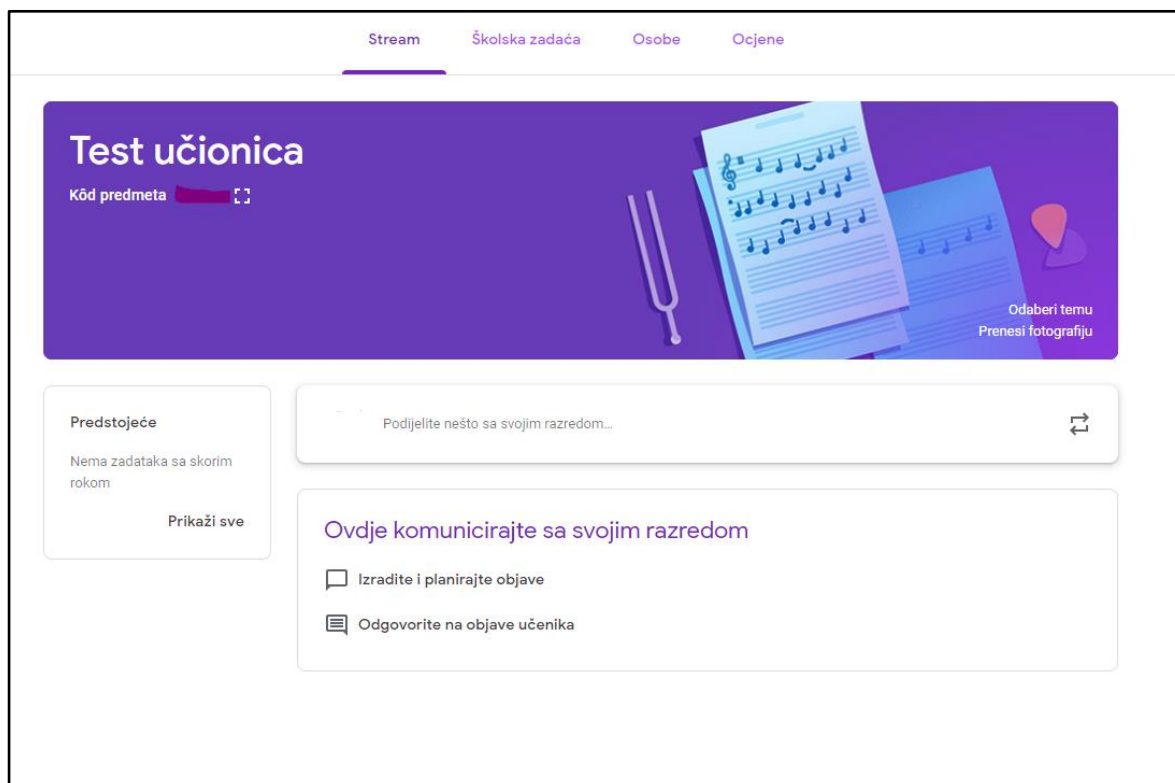 Stream
Školska zadaća
Osobe
Ocjene
Test učionica
Kôd predmeta
Odaberi temu
Prenesi fotografiju
Predstojeće
Nema zadataka sa skorim
rokom
Prikaži sve
Podijelite nešto sa svojim razredom...
Ovdje komunicirajte sa svojim razredom
Izradite i planirajte objave
Odgovorite na objave učenika